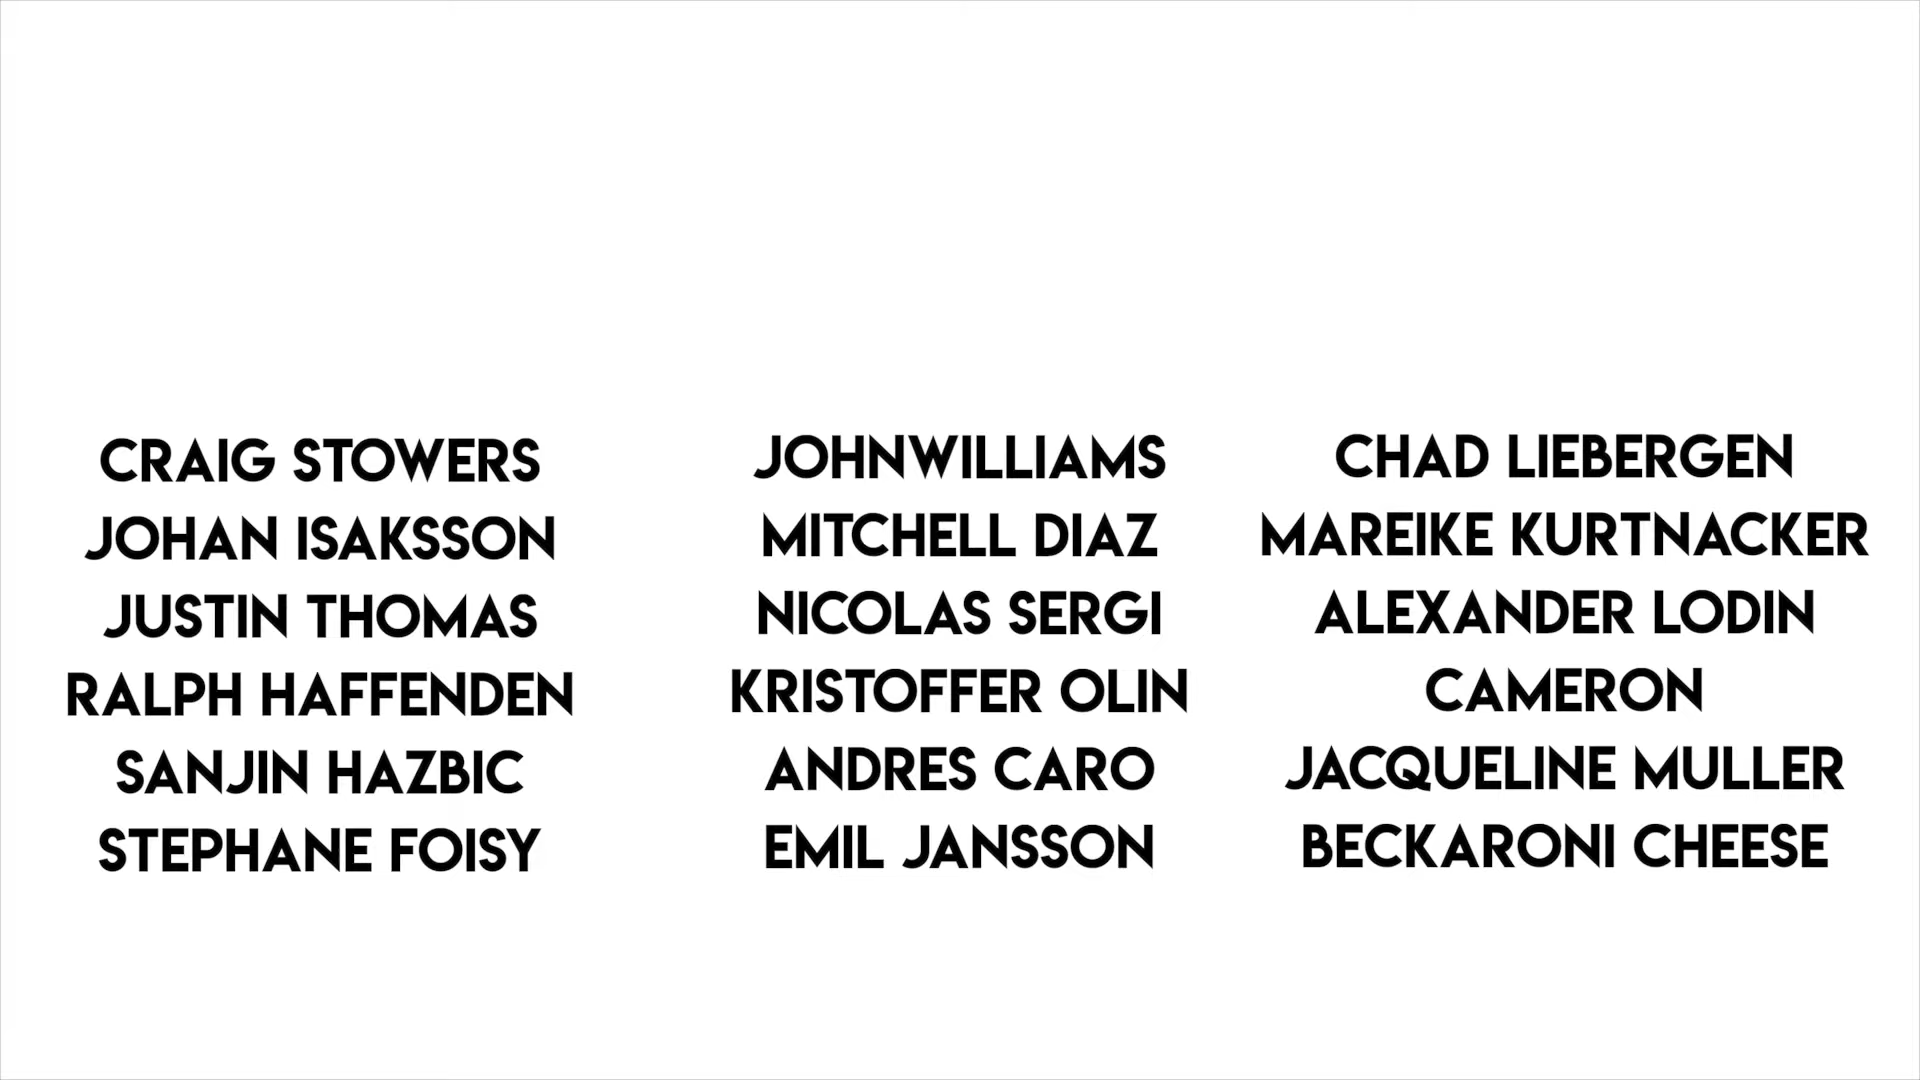 CRAIG STOWERS
JOHAN ISAKSSON
JUSTIN THOMAS
RALPH HAFFENDEN
SANJIN HAZBIC
STEPHANE FOISY
JOHNWILLIAMS
MITCHELL DIAZ
NICOLAS SERGI
KRISTOFFER OLIN
ANDRES CARO
EMIL JANSSON
CHAD LIEBERGEN
MAREIKE KURTNACKER
ALEXANDER LODIN
CAMERON
JACQUELINE MULLER
BECKARONI CHEESE